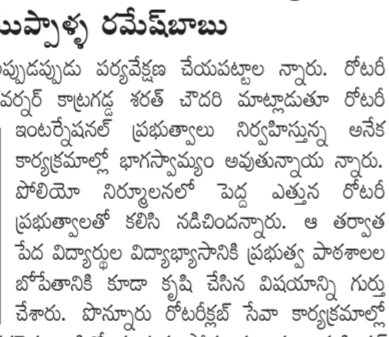 యుప్పాళ్ళ రమేష్‌బాబు
ప్పుడప్పుడు పర్యవేక్షణ చేయపట్టాల న్నారు. రోటరీ
వర్నర్ కాట్రగడ్డ శరత్ చౌదరి మాట్లాడుతూ రోటరీ
ఇంటర్నేషనల్ ప్రభుత్వాలు నిర్వహిస్తున్న అనేక
కార్యక్రమాల్లో భాగస్వామ్యం అవుతున్నాయ న్నారు.
పోలియో నిర్మూలనలో పెద్ద ఎత్తున రోటరీ
ప్రభుత్వాలతో కలిసి నడిచిందన్నారు. ఆ తర్వాత
పేద విద్యార్థుల విద్యాభ్యాసానికి ప్రభుత్వ పాఠశాలల
బోపేతానికి కూడా కృషి చేసిన విషయాన్ని గుర్తు
చేశారు. పొన్నూరు రోటరీక్లబ్ సేవా కార్యక్రమాల్లో